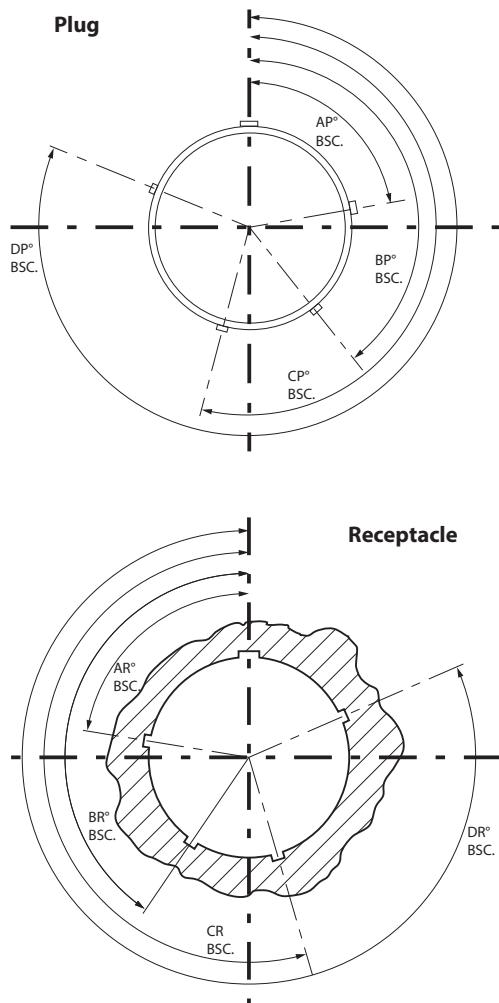 Plug
AP°
BSC.
BP°
BSC.
DP°
BSC.
CP°
BSC.
Receptacle
AR°
BSC.
BR°
BSC.
DR°
BSC.
CR
BSC.